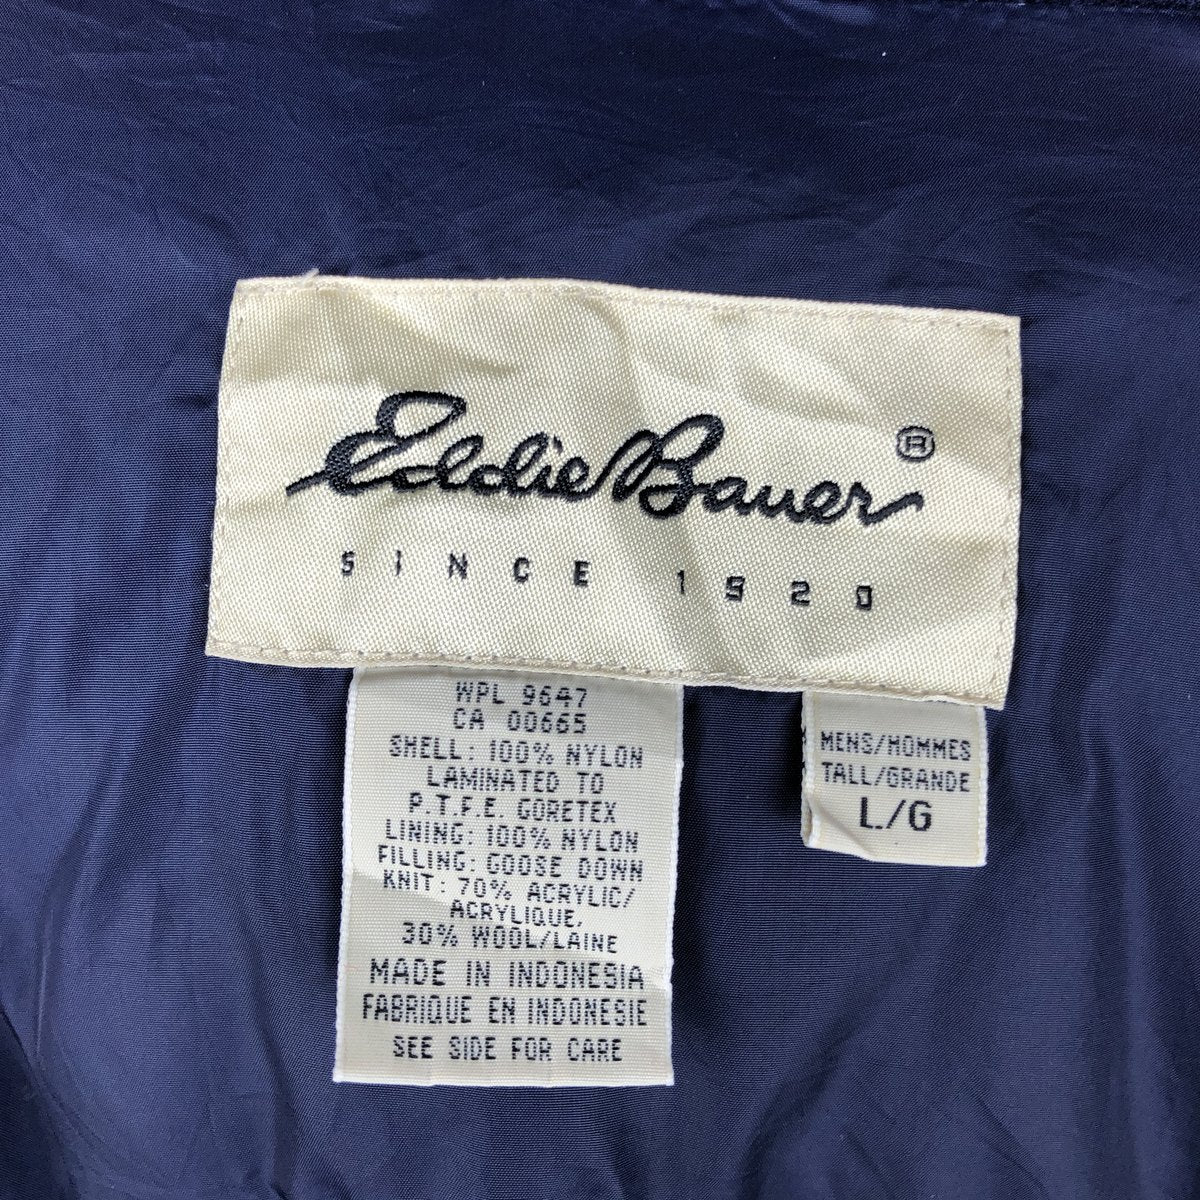 Eddie Bauer ®
SINCE 1920
WPL 9647
CA 00665
SHELL: 100% NYLON
LAMINATED TO
P.T.F.E. GORETEX
LINING: 100% NYLON
FILLING: GOOSE DOWN
KNIT: 70% ACRYLIC/
ACRYLIQUE,
30% WOOL/LAINE
MADE IN INDONESIA
FABRIQUE EN INDONESIE
SEE SIDE FOR CARE
MENS/HOMMES
TALL/GRANDE
L/G